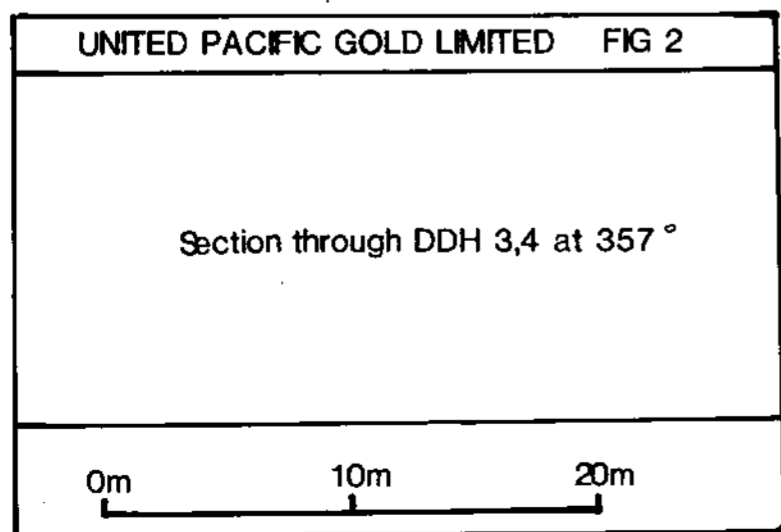 UNITED PACIFIC GOLD LIMITED FIG 2
Section through DDH 3,4 at 357°
0m 10m 20m